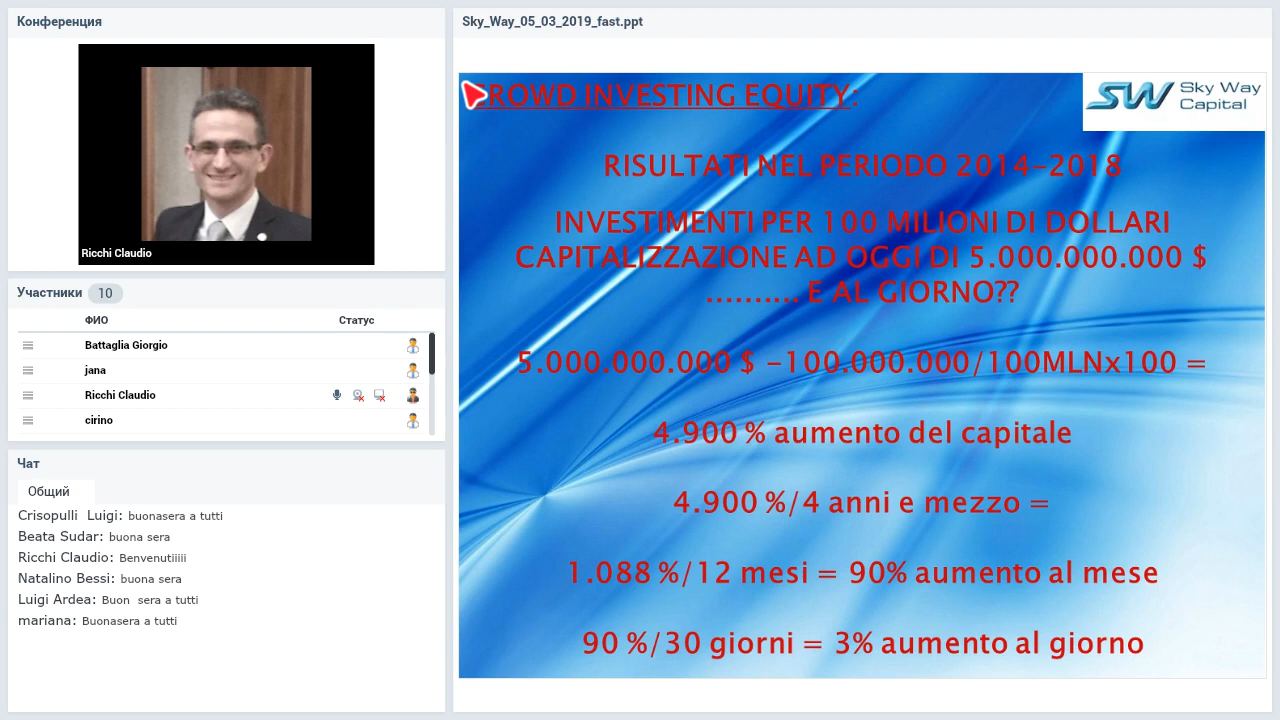 Конференция
Ricchi Claudio
Участники 10
ФИО Статус
Battaglia Giorgio
jana
Ricchi Claudio
cirino
Чат
Общий
Crisopulli Luigi: buonasera a tutti
Beata Sudar: buona sera
Ricchi Claudio: Benvenutiiiii
Natalino Bessi: buona sera
Luigi Ardea: Buon sera a tutti
mariana: Buonasera a tutti
Sky_Way_05_03_2019_fast.ppt
CROWD INVESTING EQUITY:
SW Sky Way
Capital
RISULTATI NEL PERIODO 2014-2018
INVESTIMENTI PER 100 MILIONI DI DOLLARI
CAPITALIZZAZIONE AD OGGI DI 5.000.000.000 $
.......... E AL GIORNO??
5.000.000.000 $ -100.000.000/100MLNx100 =
4.900 % aumento del capitale
4.900 %/4 anni e mezzo =
1.088 %/12 mesi = 90% aumento al mese
90 %/30 giorni = 3% aumento al giorno